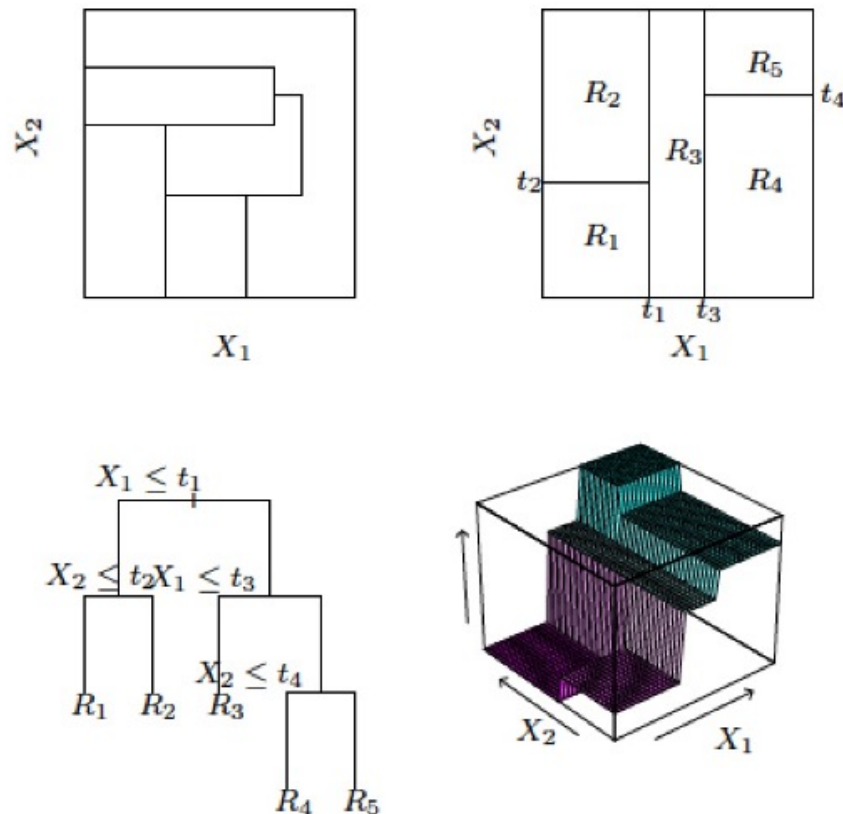 X₂
X₁
R₂
R₅
t₄
X₂
R₃
t₂
R₄
R₁
t₁
t₃
X₁
X₁ ≤ t₁
X₂ ≤ t₂
X₁ ≤ t₃
X₂ ≤ t₄
R₁
R₂
R₃
R₄
R₅
X₂
X₁